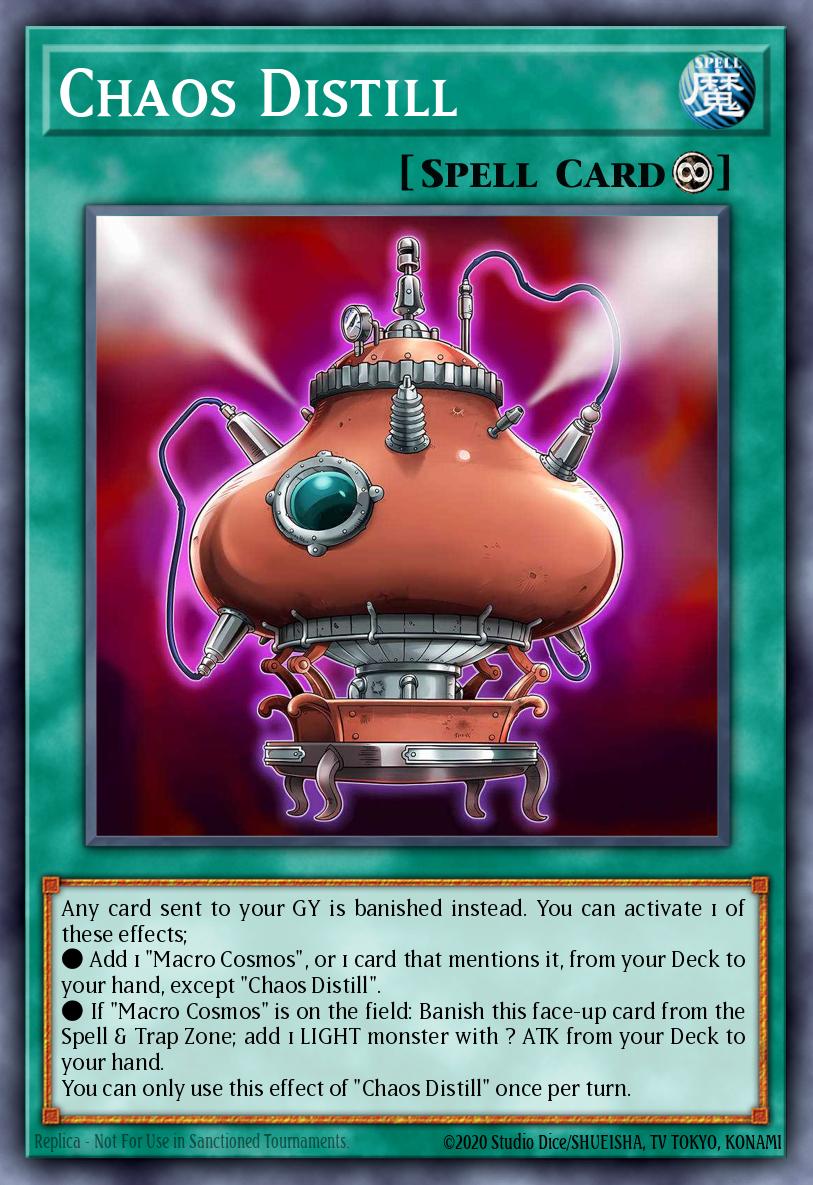 Chaos Distill
SPELL
魔
[Spell Card]
Any card sent to your GY is banished instead. You can activate 1 of
these effects;
● Add 1 "Macro Cosmos", or 1 card that mentions it, from your Deck to
your hand, except "Chaos Distill".
● If "Macro Cosmos" is on the field: Banish this face-up card from the
Spell & Trap Zone; add 1 LIGHT monster with ? ATK from your Deck to
your hand.
You can only use this effect of "Chaos Distill" once per turn.
Replica - Not For Use in Sanctioned Tournaments.
©2020 Studio Dice/SHUEISHA, TV TOKYO, KONAMI